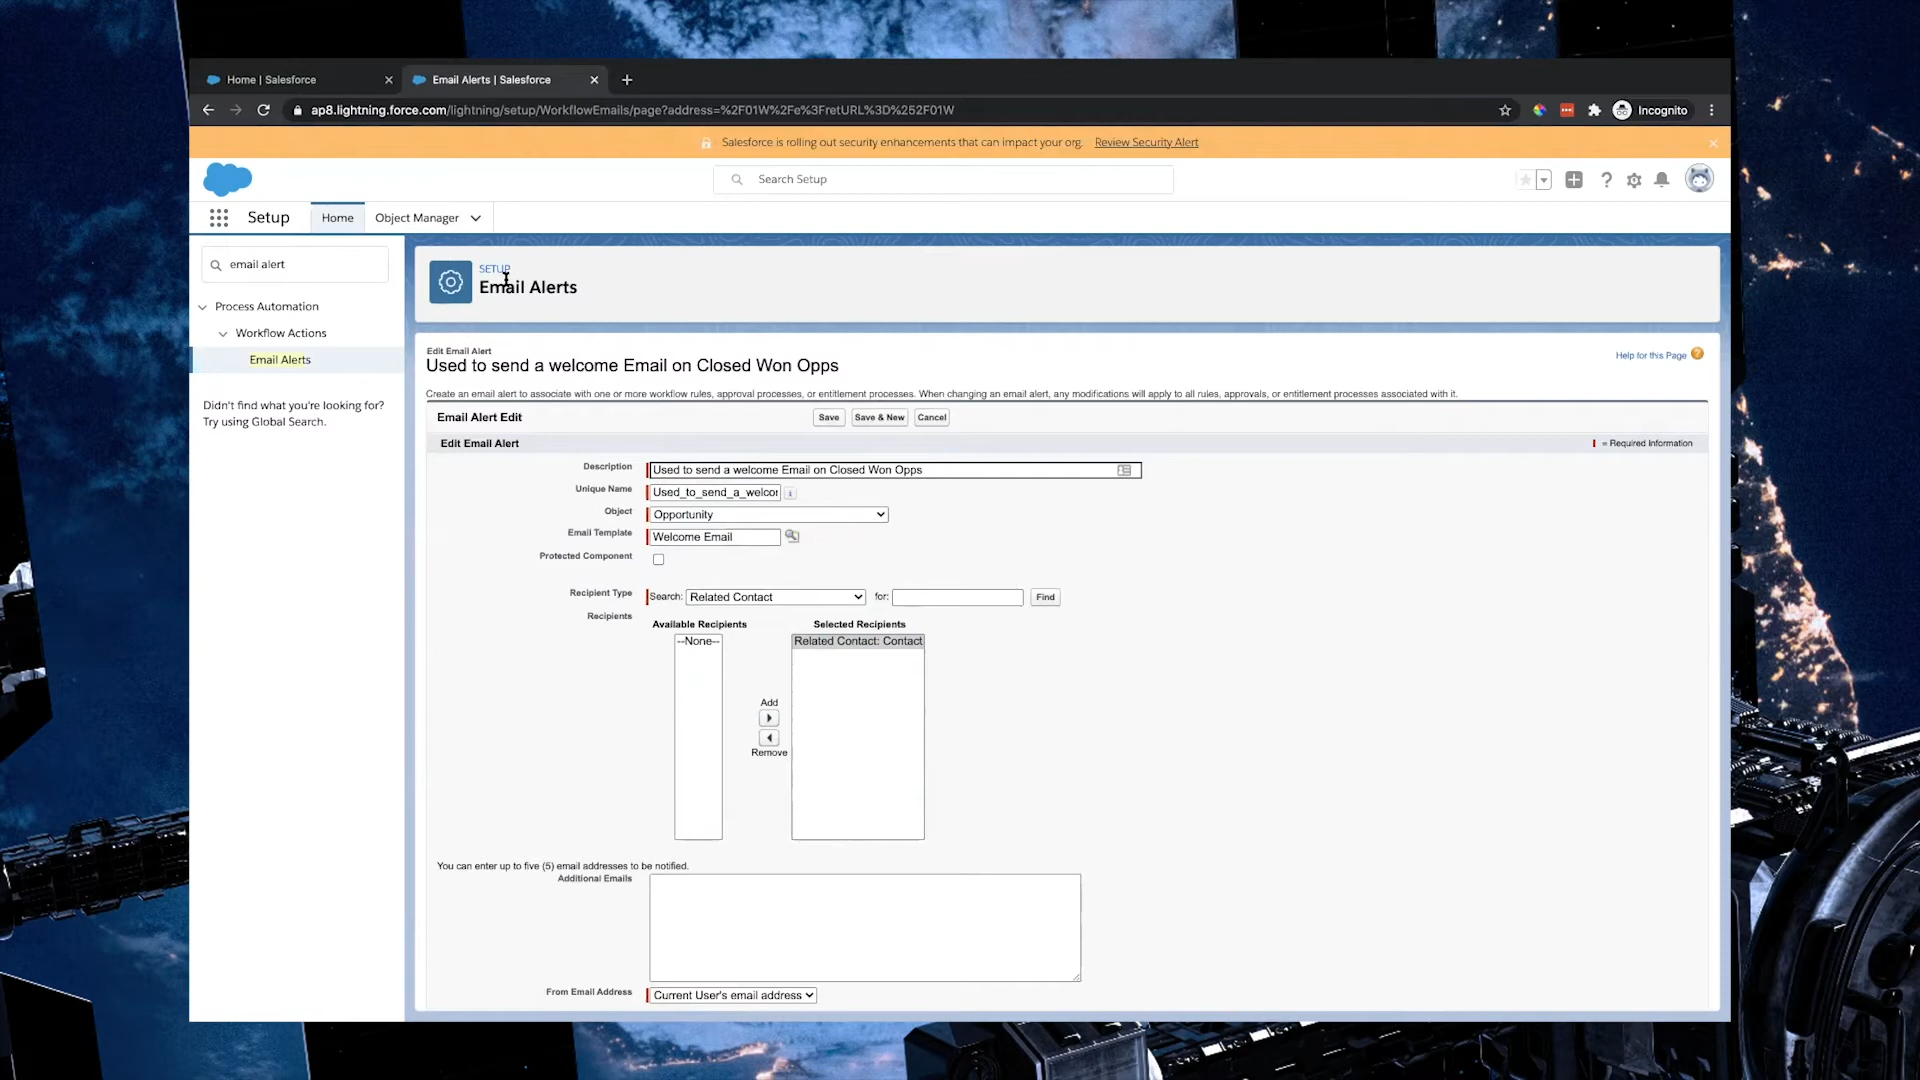 Home | Salesforce
Email Alerts | Salesforce
ap8.lightning.force.com/lightning/setup/WorkflowEmails/page?address=%2F01W%2Fe%3FretURL%3D%252F01W
Incognito
Salesforce is rolling out security enhancements that can impact your org. Review Security Alert
Search Setup
Setup
Home
Object Manager
email alert
Process Automation
Workflow Actions
Email Alerts
Didn't find what you're looking for?
Try using Global Search.
SETUP
Email Alerts
Edit Email Alert
Used to send a welcome Email on Closed Won Opps
Help for this Page
Create an email alert to associate with one or more workflow rules, approval processes, or entitlement processes. When changing an email alert, any modifications will apply to all rules, approvals, or entitlement processes associated with it.
Email Alert Edit
Save
Save & New
Cancel
Edit Email Alert
= Required Information
Description
Used to send a welcome Email on Closed Won Opps
Unique Name
Used_to_send_a_welcor
Object
Opportunity
Email Template
Welcome Email
Protected Component
Recipient Type
Search: Related Contact
for:
Find
Recipients
Available Recipients
Selected Recipients
--None--
Related Contact: Contact
Add
Remove
You can enter up to five (5) email addresses to be notified.
Additional Emails
From Email Address
Current User's email address